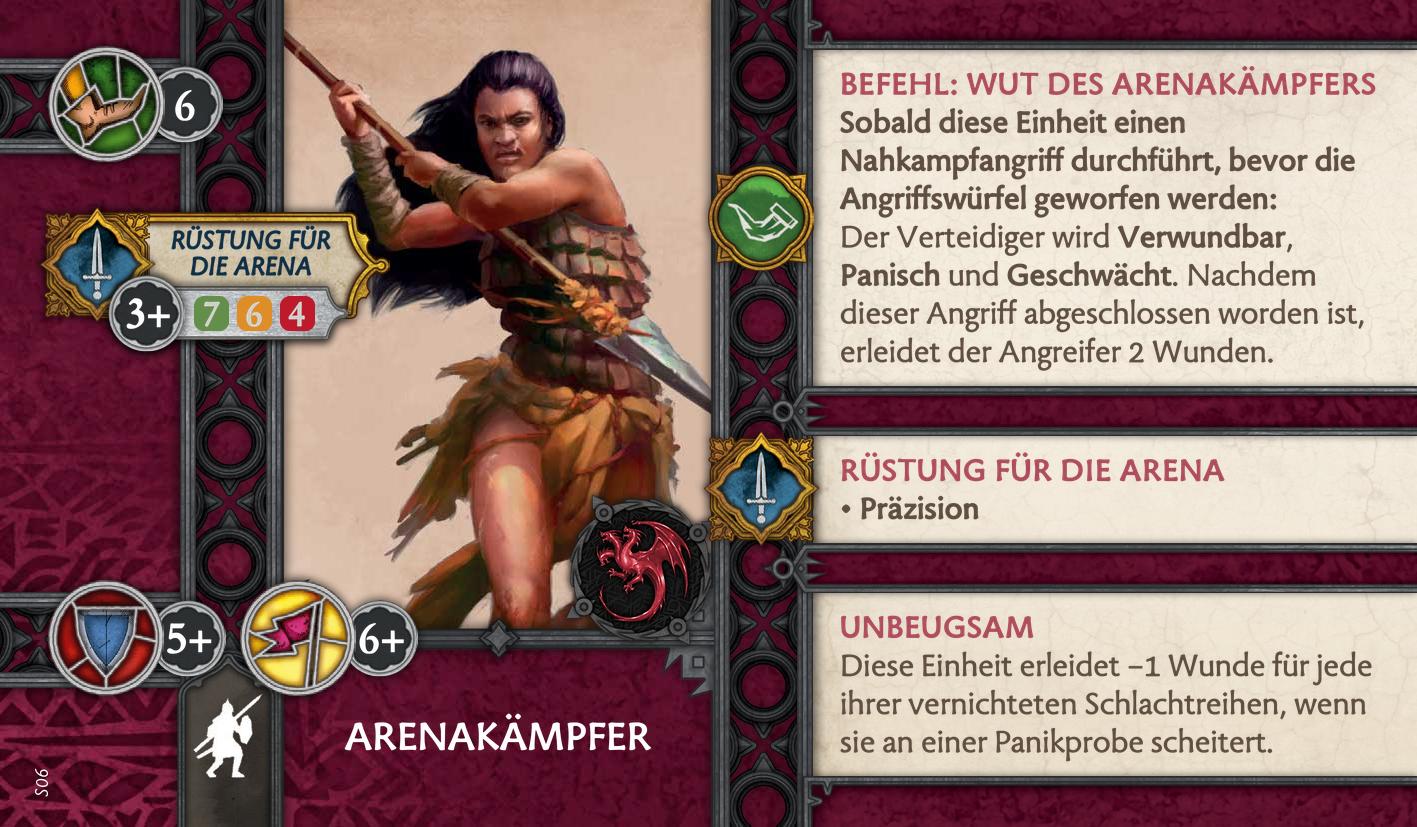 6
RÜSTUNG FÜR
DIE ARENA
3+ 7 6 4
5+ 6+
ARENAKÄMPFER
S06
BEFEHL: WUT DES ARENAKÄMPFERS
Sobald diese Einheit einen
Nahkampfangriff durchführt, bevor die
Angriffswürfel geworfen werden:
Der Verteidiger wird Verwundbar,
Panisch und Geschwächt. Nachdem
dieser Angriff abgeschlossen worden ist,
erleidet der Angreifer 2 Wunden.
RÜSTUNG FÜR DIE ARENA
• Präzision
UNBEUGSAM
Diese Einheit erleidet –1 Wunde für jede
ihrer vernichteten Schlachtreihen, wenn
sie an einer Panikprobe scheitert.